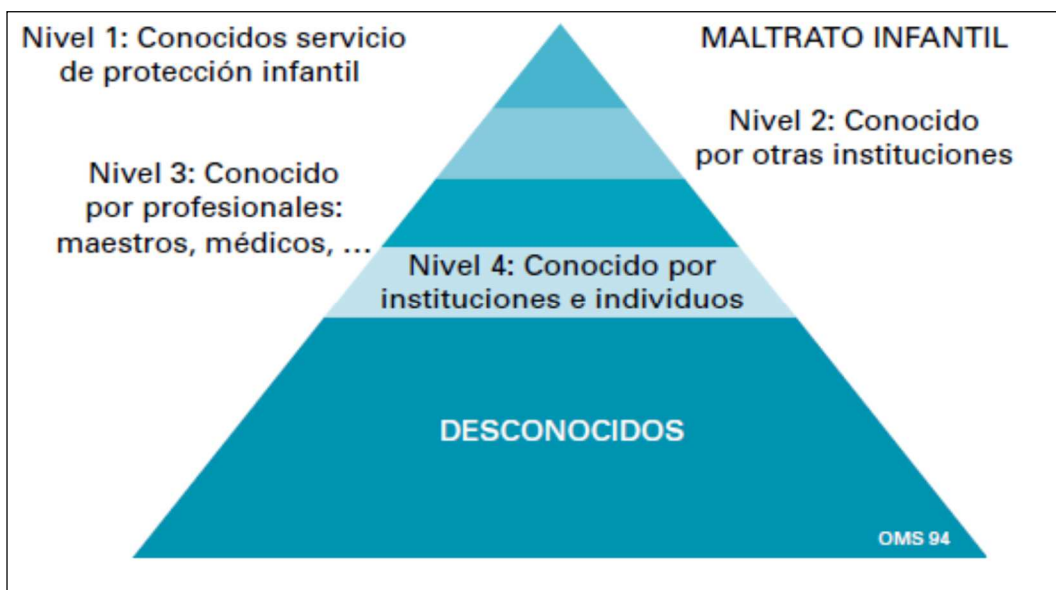 Nivel 1: Conocidos servicio
de protección infantil
MALTRATO INFANTIL
Nivel 2: Conocido
por otras instituciones
Nivel 3: Conocido
por profesionales:
maestros, médicos, ...
Nivel 4: Conocido por
instituciones e individuos
DESCONOCIDOS
OMS 94